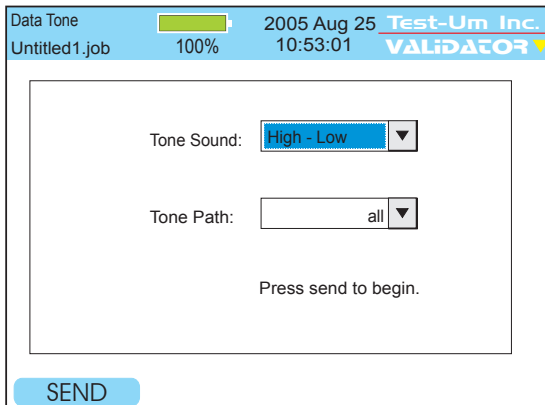 Data Tone 2005 Aug 25 Test-Um Inc.
Untitled1.job 100% 10:53:01 VALIDATOR
Tone Sound: High - Low
Tone Path: all
Press send to begin.
SEND